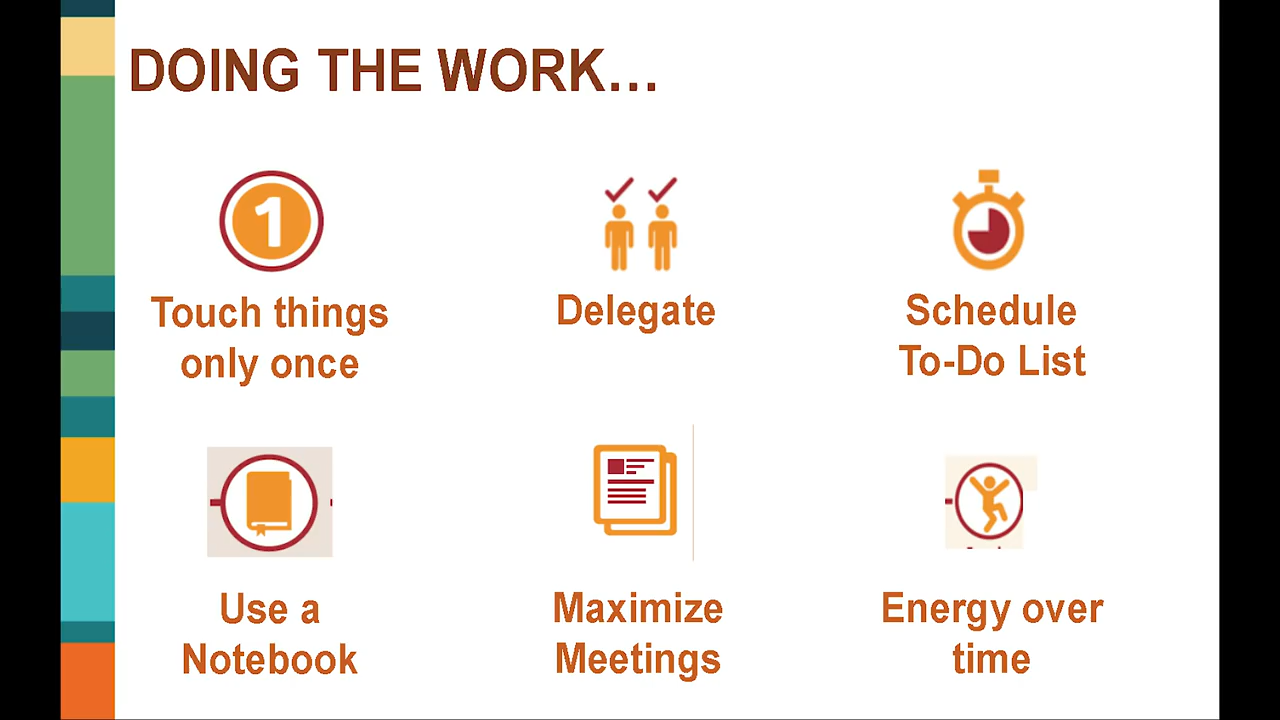 DOING THE WORK...
1
Touch things
only once
Delegate
Schedule
To-Do List
Use a
Notebook
Maximize
Meetings
Energy over
time